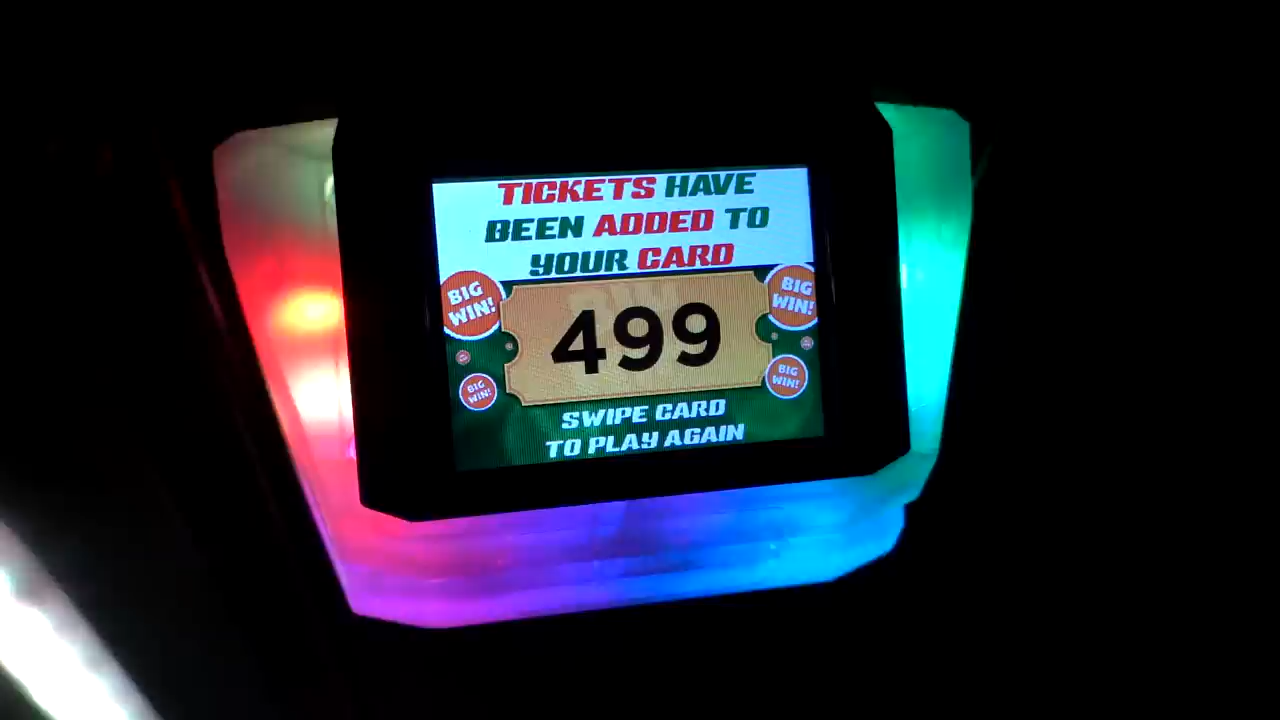 TICKETS HAVE
BEEN ADDED TO
YOUR CARD
BIG
WIN!
BIG
WIN!
499
BIG
WIN!
BIG
WIN!
SWIPE CARD
TO PLAY AGAIN